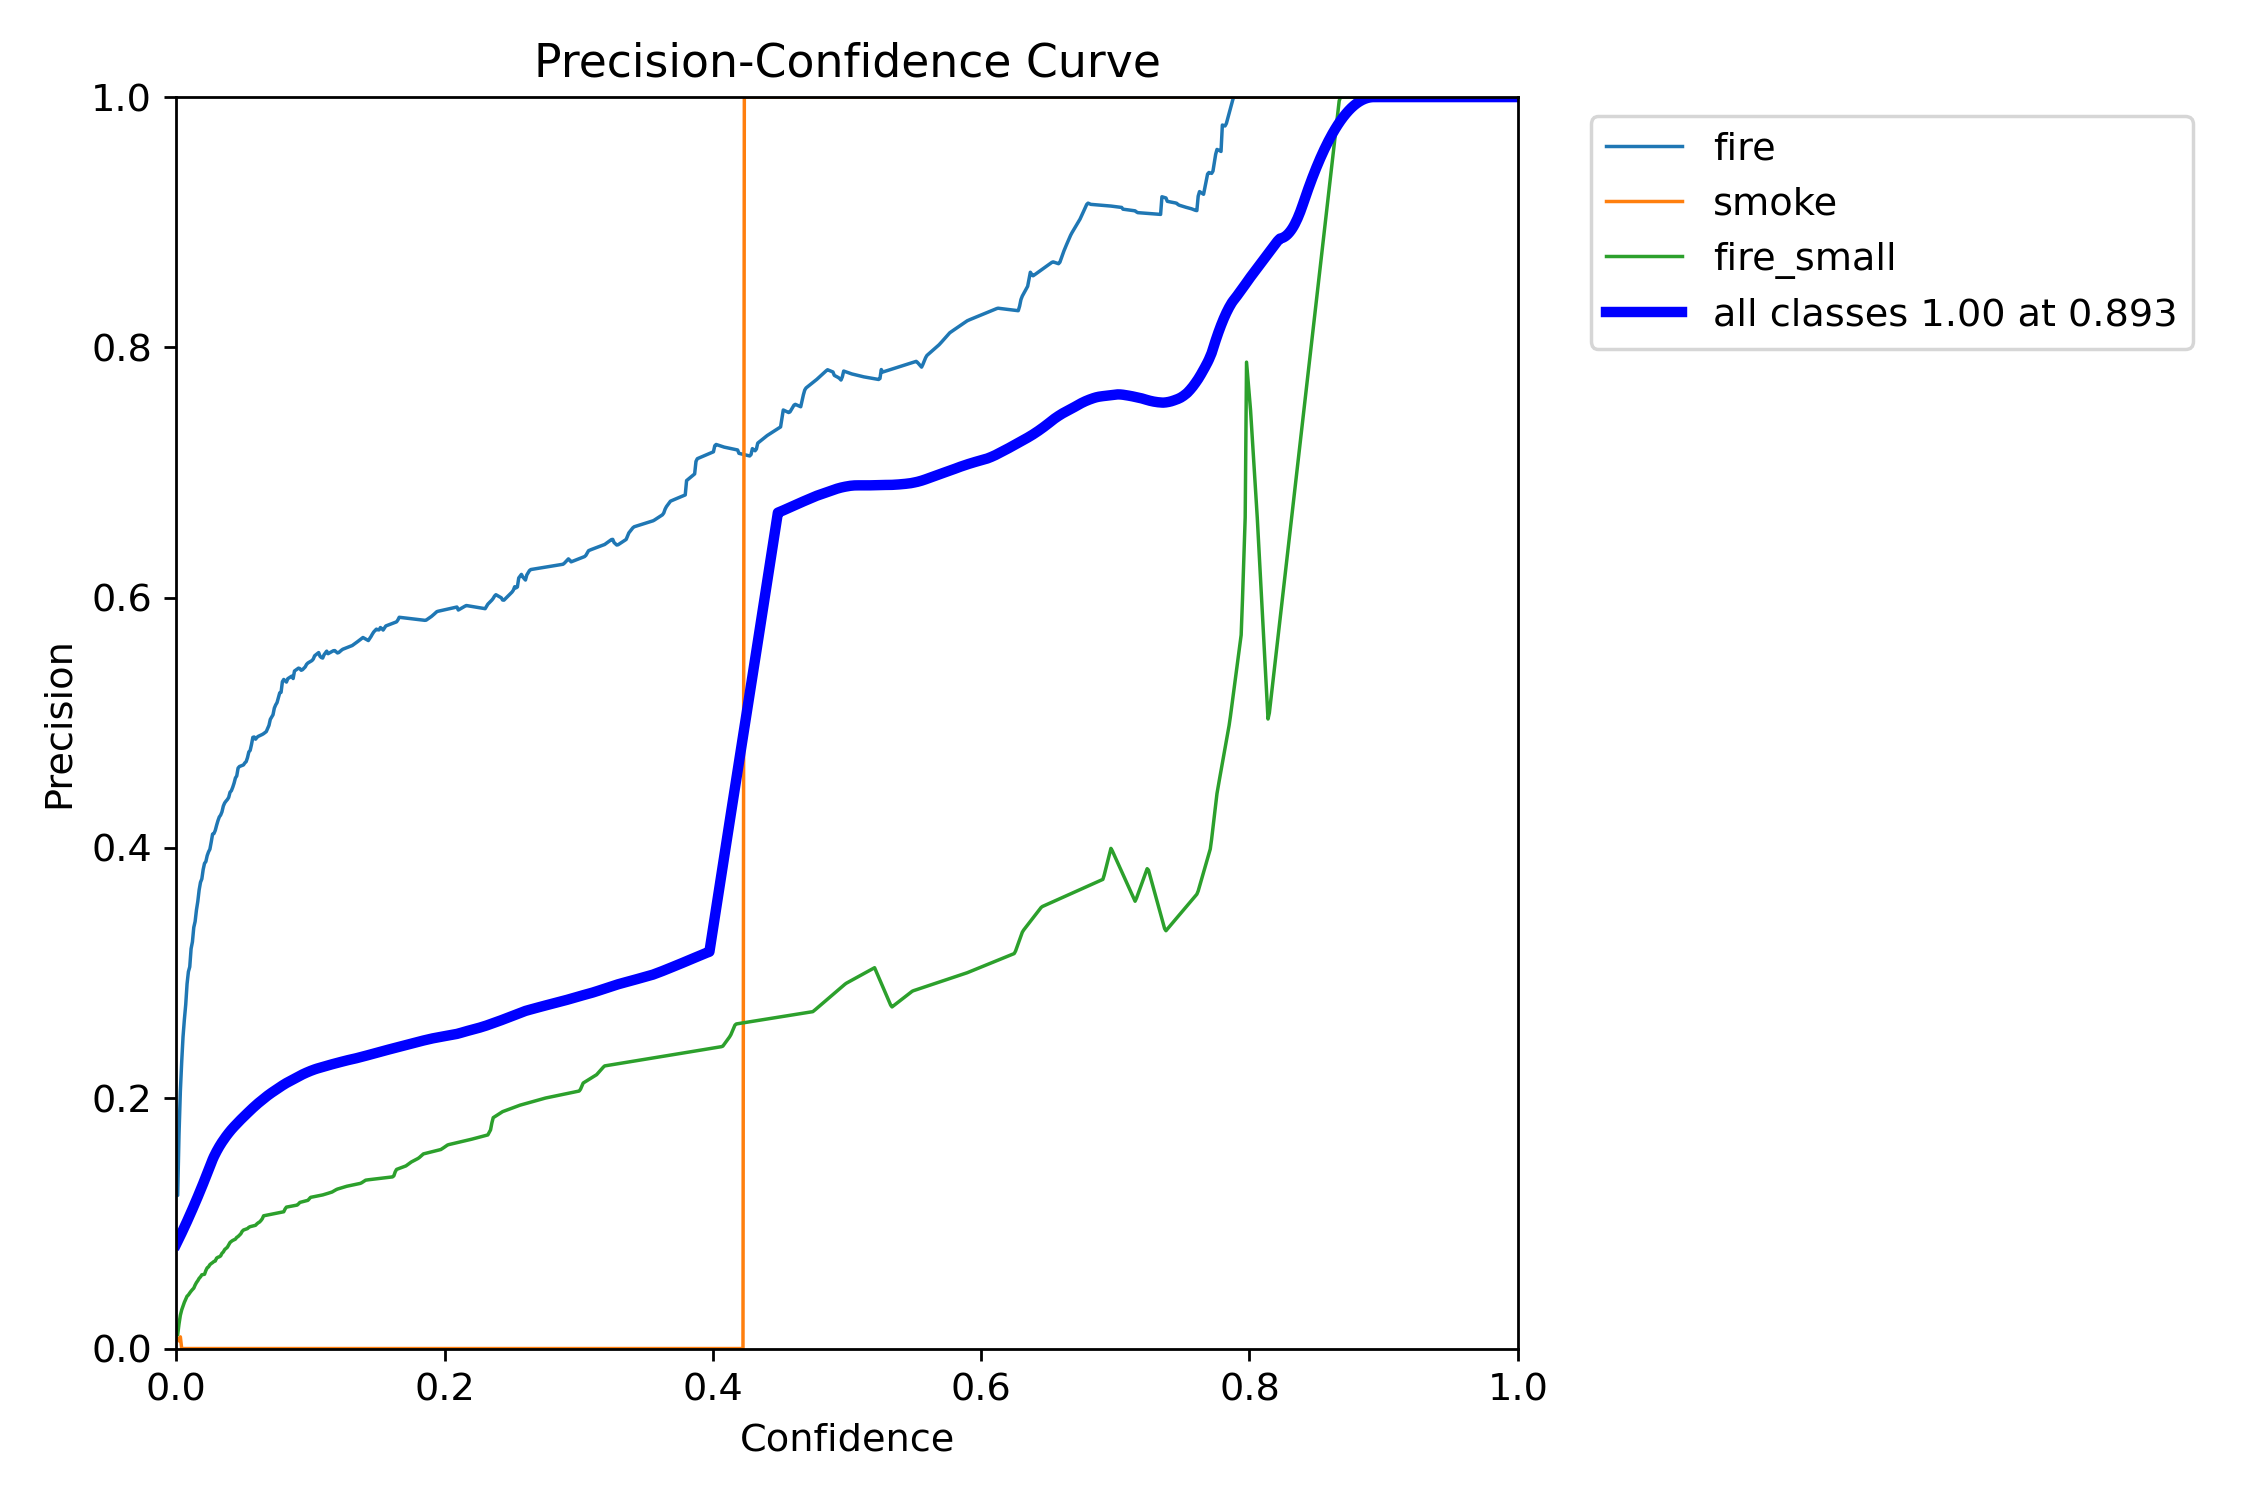 Precision-Confidence Curve
1.0
0.8
0.6
0.4
0.2
0.0
Precision
0.0 0.2 0.4 0.6 0.8 1.0
Confidence
fire
smoke
fire_small
all classes 1.00 at 0.893